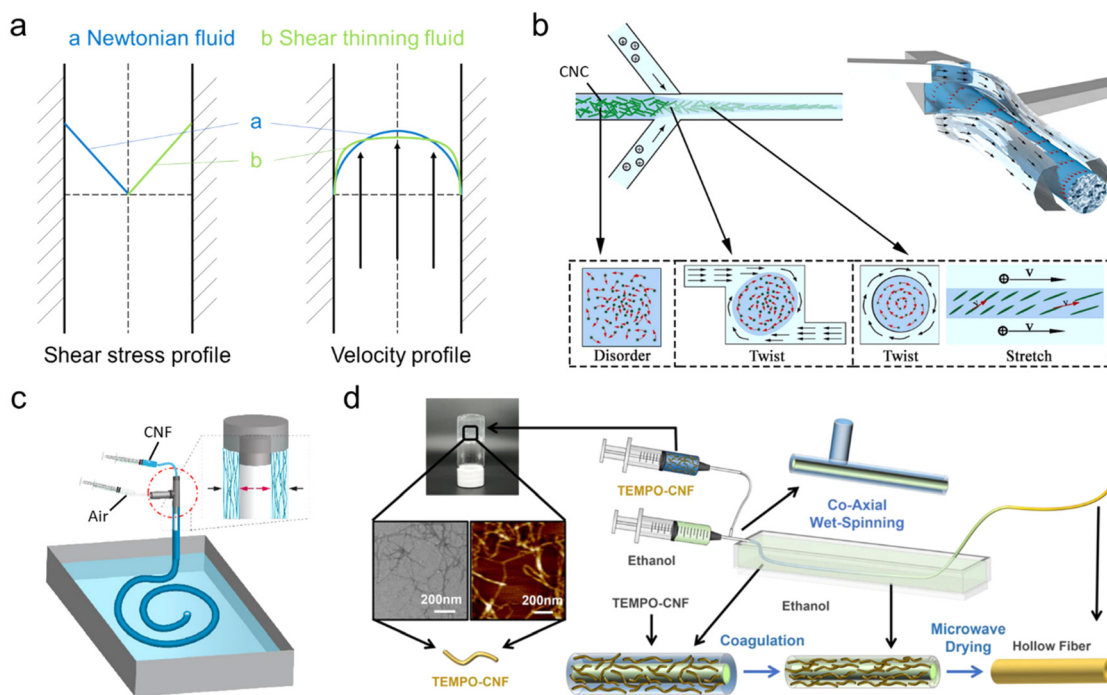 a
a Newtonian fluid
b Shear thinning fluid
a
b
Shear stress profile
Velocity profile
b
CNC
Disorder
Twist
Twist
Stretch
v
v
v
v
c
CNF
Air
d
TEMPO-CNF
Ethanol
Co-Axial
Wet-Spinning
200nm
200nm
TEMPO-CNF
TEMPO-CNF
Ethanol
Coagulation
Microwave
Drying
Hollow Fiber